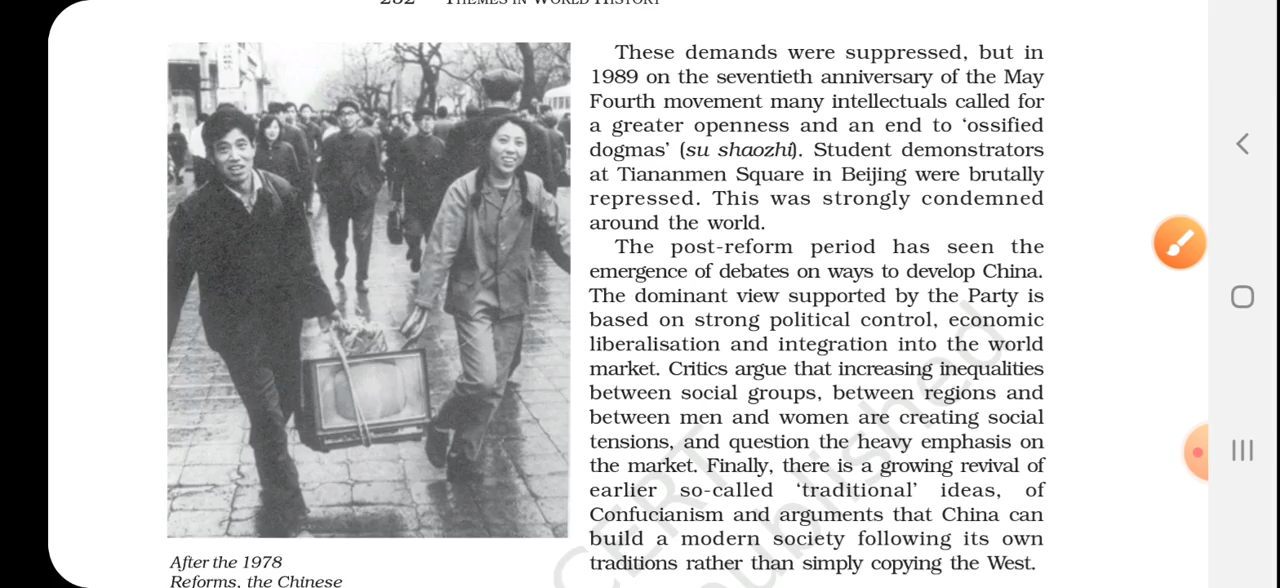 232 THEMES IN WORLD HISTORY
These demands were suppressed, but in
1989 on the seventieth anniversary of the May
Fourth movement many intellectuals called for
a greater openness and an end to ‘ossified
dogmas’ (su shaozhi). Student demonstrators
at Tiananmen Square in Beijing were brutally
repressed. This was strongly condemned
around the world.
The post-reform period has seen the
emergence of debates on ways to develop China.
The dominant view supported by the Party is
based on strong political control, economic
liberalisation and integration into the world
market. Critics argue that increasing inequalities
between social groups, between regions and
between men and women are creating social
tensions, and question the heavy emphasis on
the market. Finally, there is a growing revival of
earlier so-called ‘traditional’ ideas, of
Confucianism and arguments that China can
build a modern society following its own
traditions rather than simply copying the West.
After the 1978
Reforms, the Chinese
CERT
published